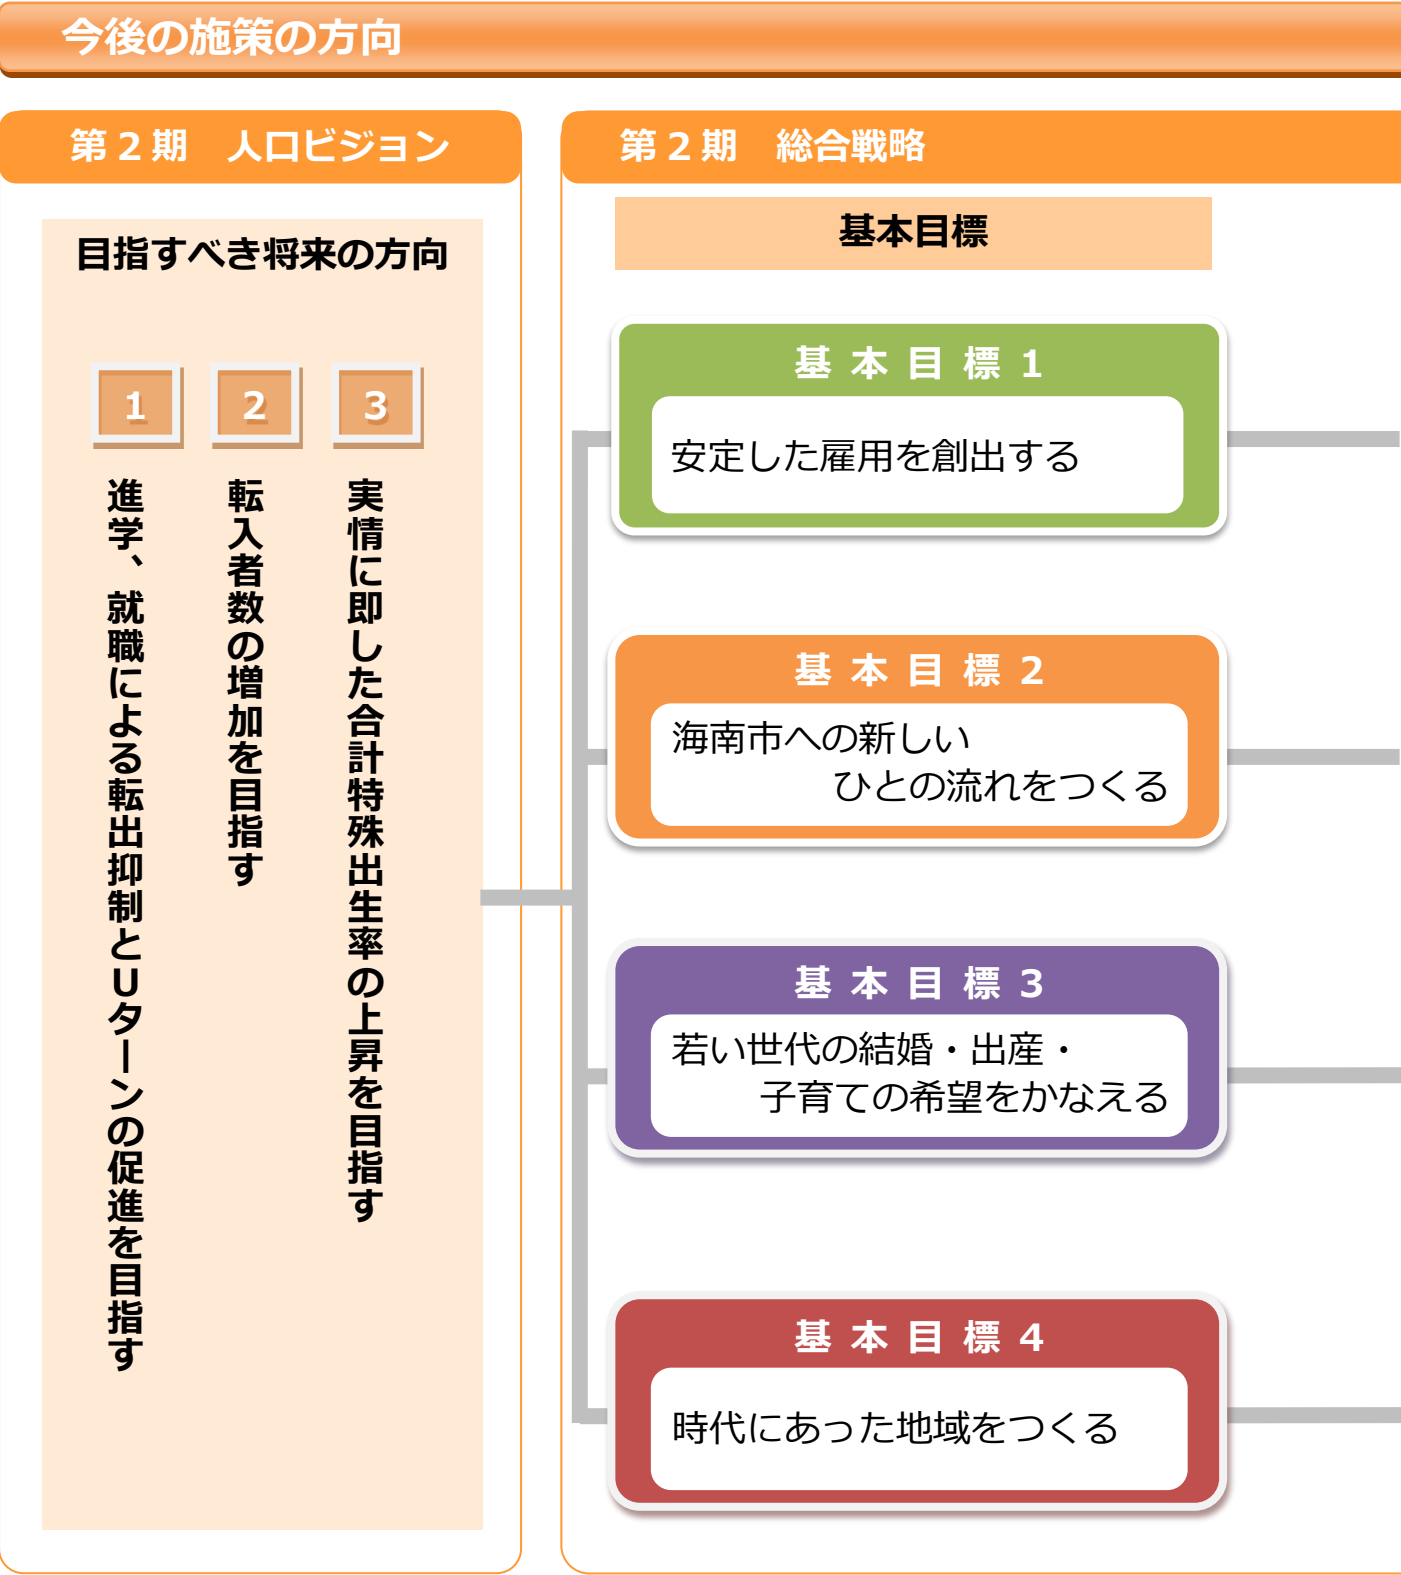 今後の施策の方向
第2期　人口ビジョン
目指すべき将来の方向
1
進学、就職による転出抑制とUターンの促進を目指す
2
転入者数の増加を目指す
3
実情に即した合計特殊出生率の上昇を目指す
第2期　総合戦略
基本目標
基本目標1
安定した雇用を創出する
基本目標2
海南市への新しい
ひとの流れをつくる
基本目標3
若い世代の結婚・出産・
子育ての希望をかなえる
基本目標4
時代にあった地域をつくる